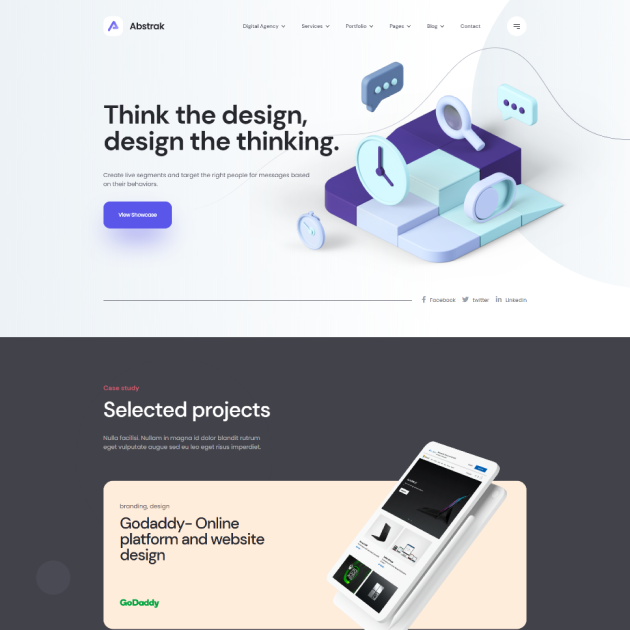 Abstrak
Digital Agency Services Portfolio Pages Blog Contact
Think the design,
design the thinking.
Create live segments and target the right people for messages based
on their behaviors.
View Showcase
Facebook twitter LinkedIn
Case study
Selected projects
Nulla facilisi. Nullam in magna id dolor blandit rutrum
eget vulputate augue sed eu leo eget risus imperdiet.
branding, design
Godaddy- Online
platform and website
design
GoDaddy